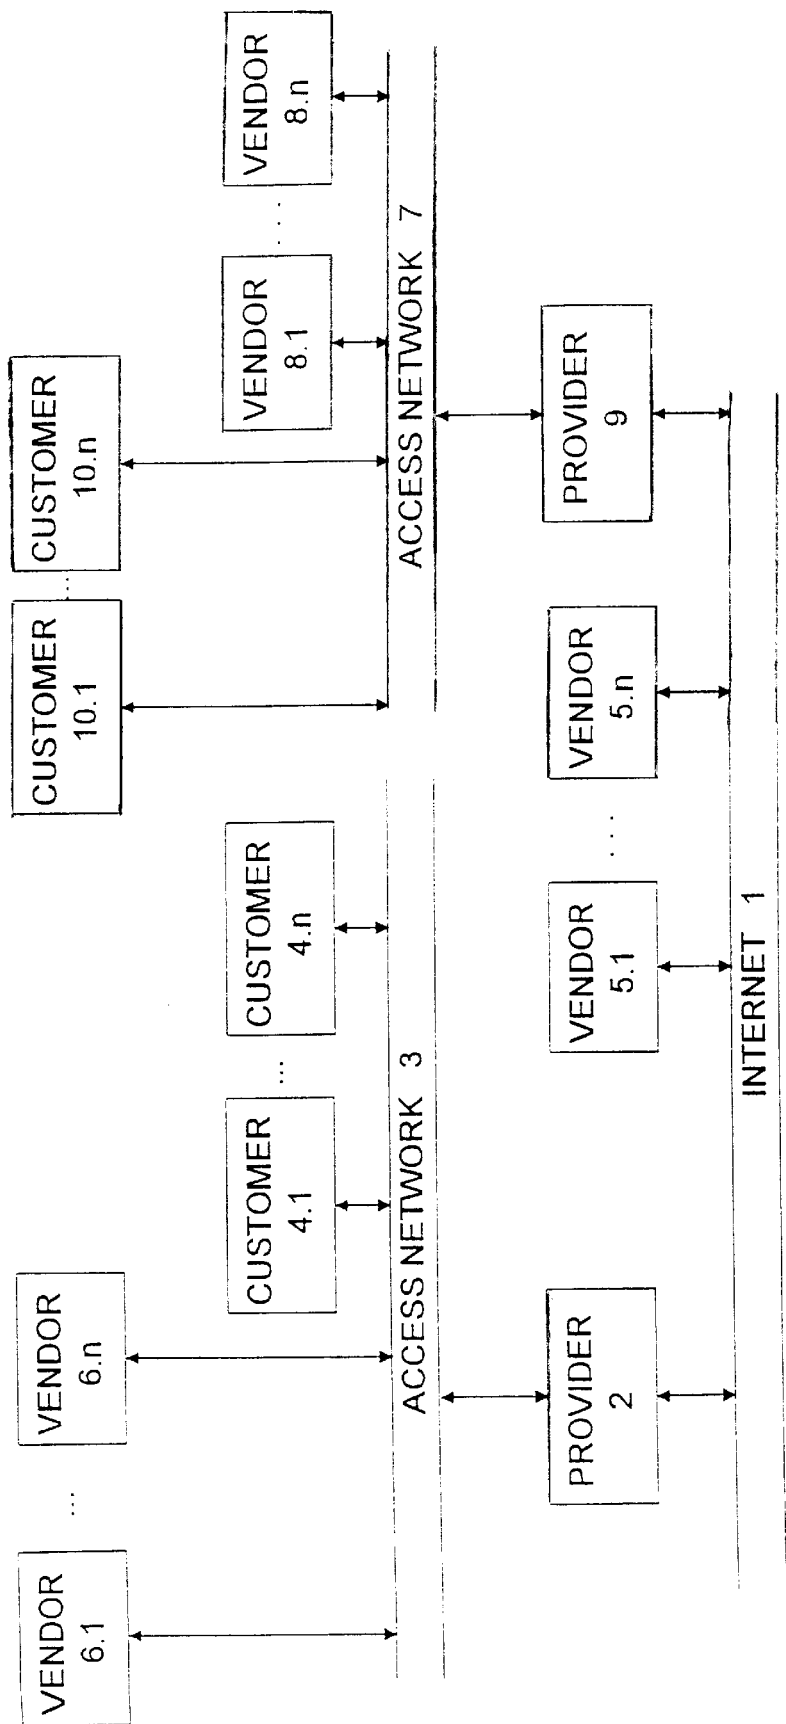 VENDOR
6.1
...
VENDOR
6.n
CUSTOMER
10.1
...
CUSTOMER
10.n
CUSTOMER
4.1
...
CUSTOMER
4.n
VENDOR
8.1
....
VENDOR
8.n
ACCESS NETWORK 3
ACCESS NETWORK 7
PROVIDER
2
VENDOR
5.1
...
VENDOR
5.n
PROVIDER
9
INTERNET 1